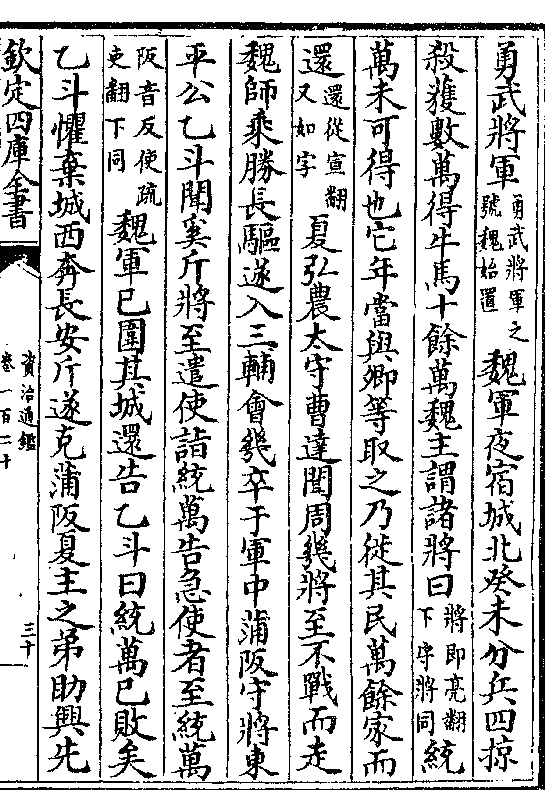 勇武將軍勇武將軍之號魏始置魏軍夜宿城北癸未分兵四掠
殺獲數萬得牛馬十餘萬魏主謂諸將曰將即亮翻下守將同統
萬未可得也它年當與卿等取之乃徙其民萬餘家而
還還從宣翻又如字夏弘農太守曹達聞周幾將至不戰而走
魏師乘勝長驅遂入三輔會幾卒于軍中蒲阪守將東
平公乙斗聞奚斤將至遣使詣統萬告急使者至統萬
阪音反使疏吏翻下同魏軍已圍其城還告乙斗曰統萬已敗矣
乙斗懼棄城西奔長安斤遂克蒲阪夏主之弟助興先
欽定四庫全書
資治通鑑
卷一百二十
三十